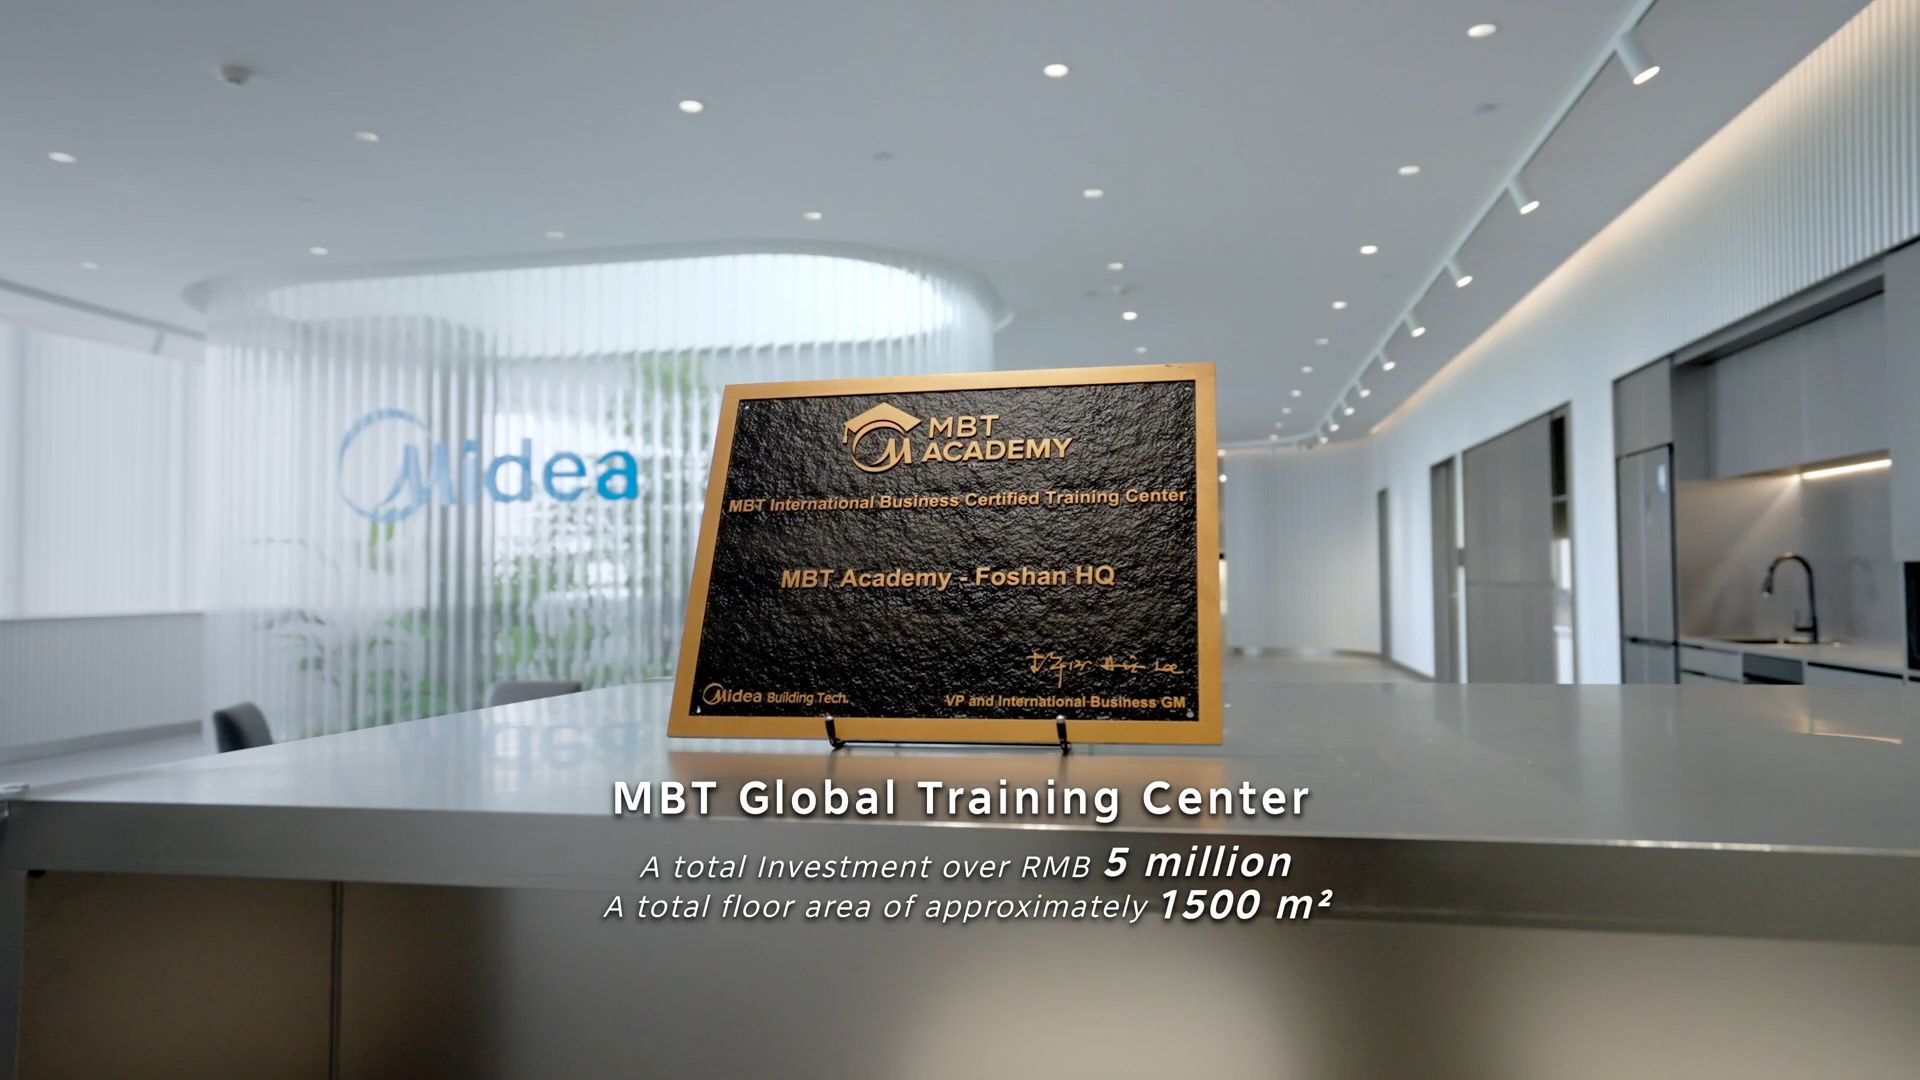 Midea
MBT
ACADEMY
MBT International Business Certified Training Center
MBT Academy - Foshan HQ
Midea Building Tech.
VP and International Business GM
MBT Global Training Center
A total Investment over RMB 5 million
A total floor area of approximately 1500 m²